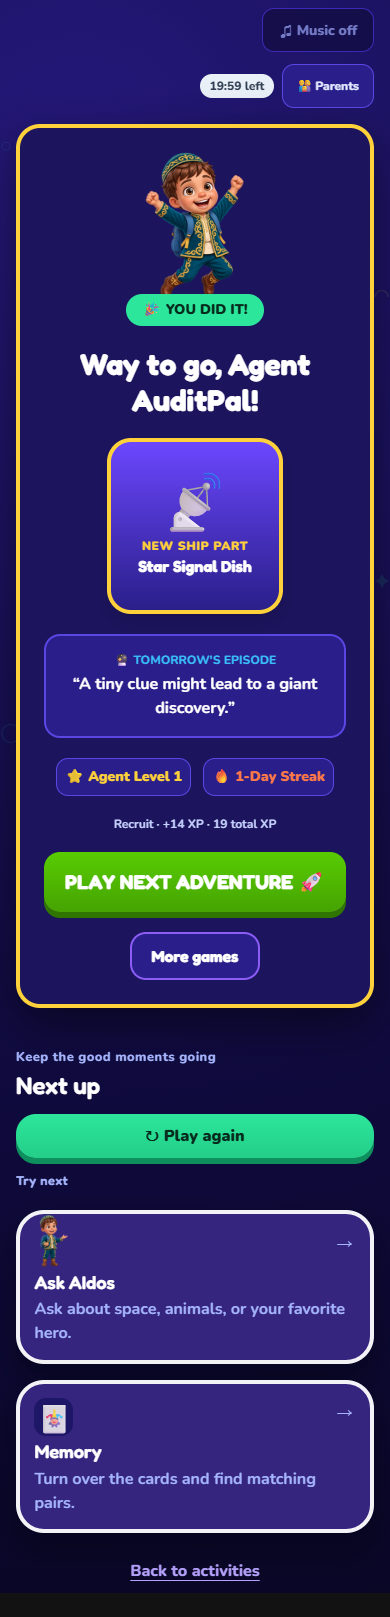 ♫ Music off
19:59 left
Parents
YOU DID IT!
Way to go, Agent
AuditPal!
NEW SHIP PART
Star Signal Dish
TOMORROW'S EPISODE
“A tiny clue might lead to a giant
discovery.”
Agent Level 1
1-Day Streak
Recruit · +14 XP · 19 total XP
PLAY NEXT ADVENTURE
More games
Keep the good moments going
Next up
↻ Play again
Try next
→
Ask Aldos
Ask about space, animals, or your favorite
hero.
→
Memory
Turn over the cards and find matching
pairs.
Back to activities